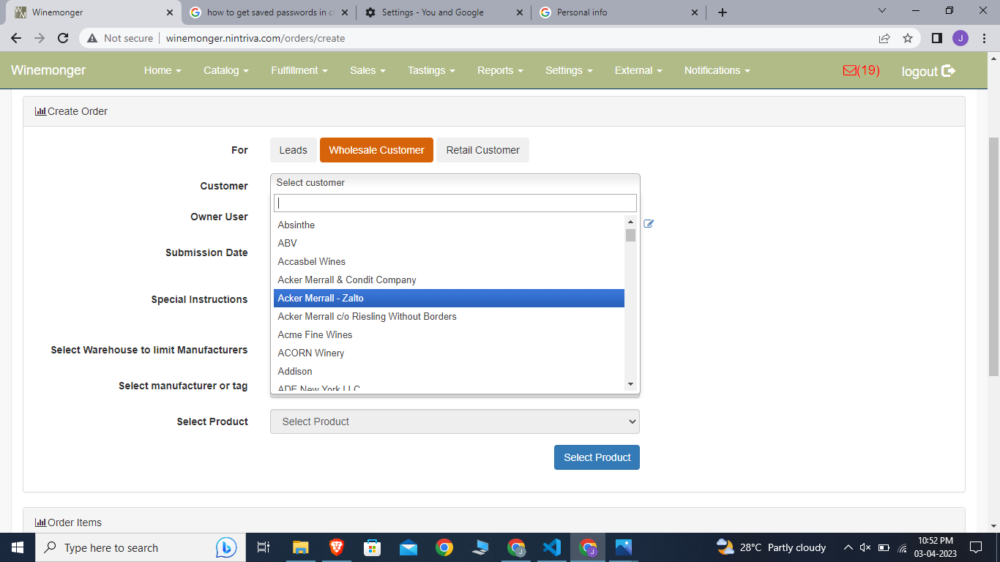 Winemonger
how to get saved passwords in c
Settings - You and Google
Personal info
Not secure
winemonger.nintriva.com/orders/create
J
Winemonger
Home
Catalog
Fulfillment
Sales
Tastings
Reports
Settings
External
Notifications
(19)
logout
Create Order
For
Leads
Wholesale Customer
Retail Customer
Customer
Select customer
Owner User
Absinthe
ABV
Submission Date
Accasbel Wines
Acker Merrall & Condit Company
Special Instructions
Acker Merrall - Zalto
Acker Merrall c/o Riesling Without Borders
Acme Fine Wines
Select Warehouse to limit Manufacturers
ACORN Winery
Addison
Select manufacturer or tag
ADE New York LLC
Select Product
Select Product
Select Product
Order Items
Type here to search
28°C Partly cloudy
10:52 PM
03-04-2023